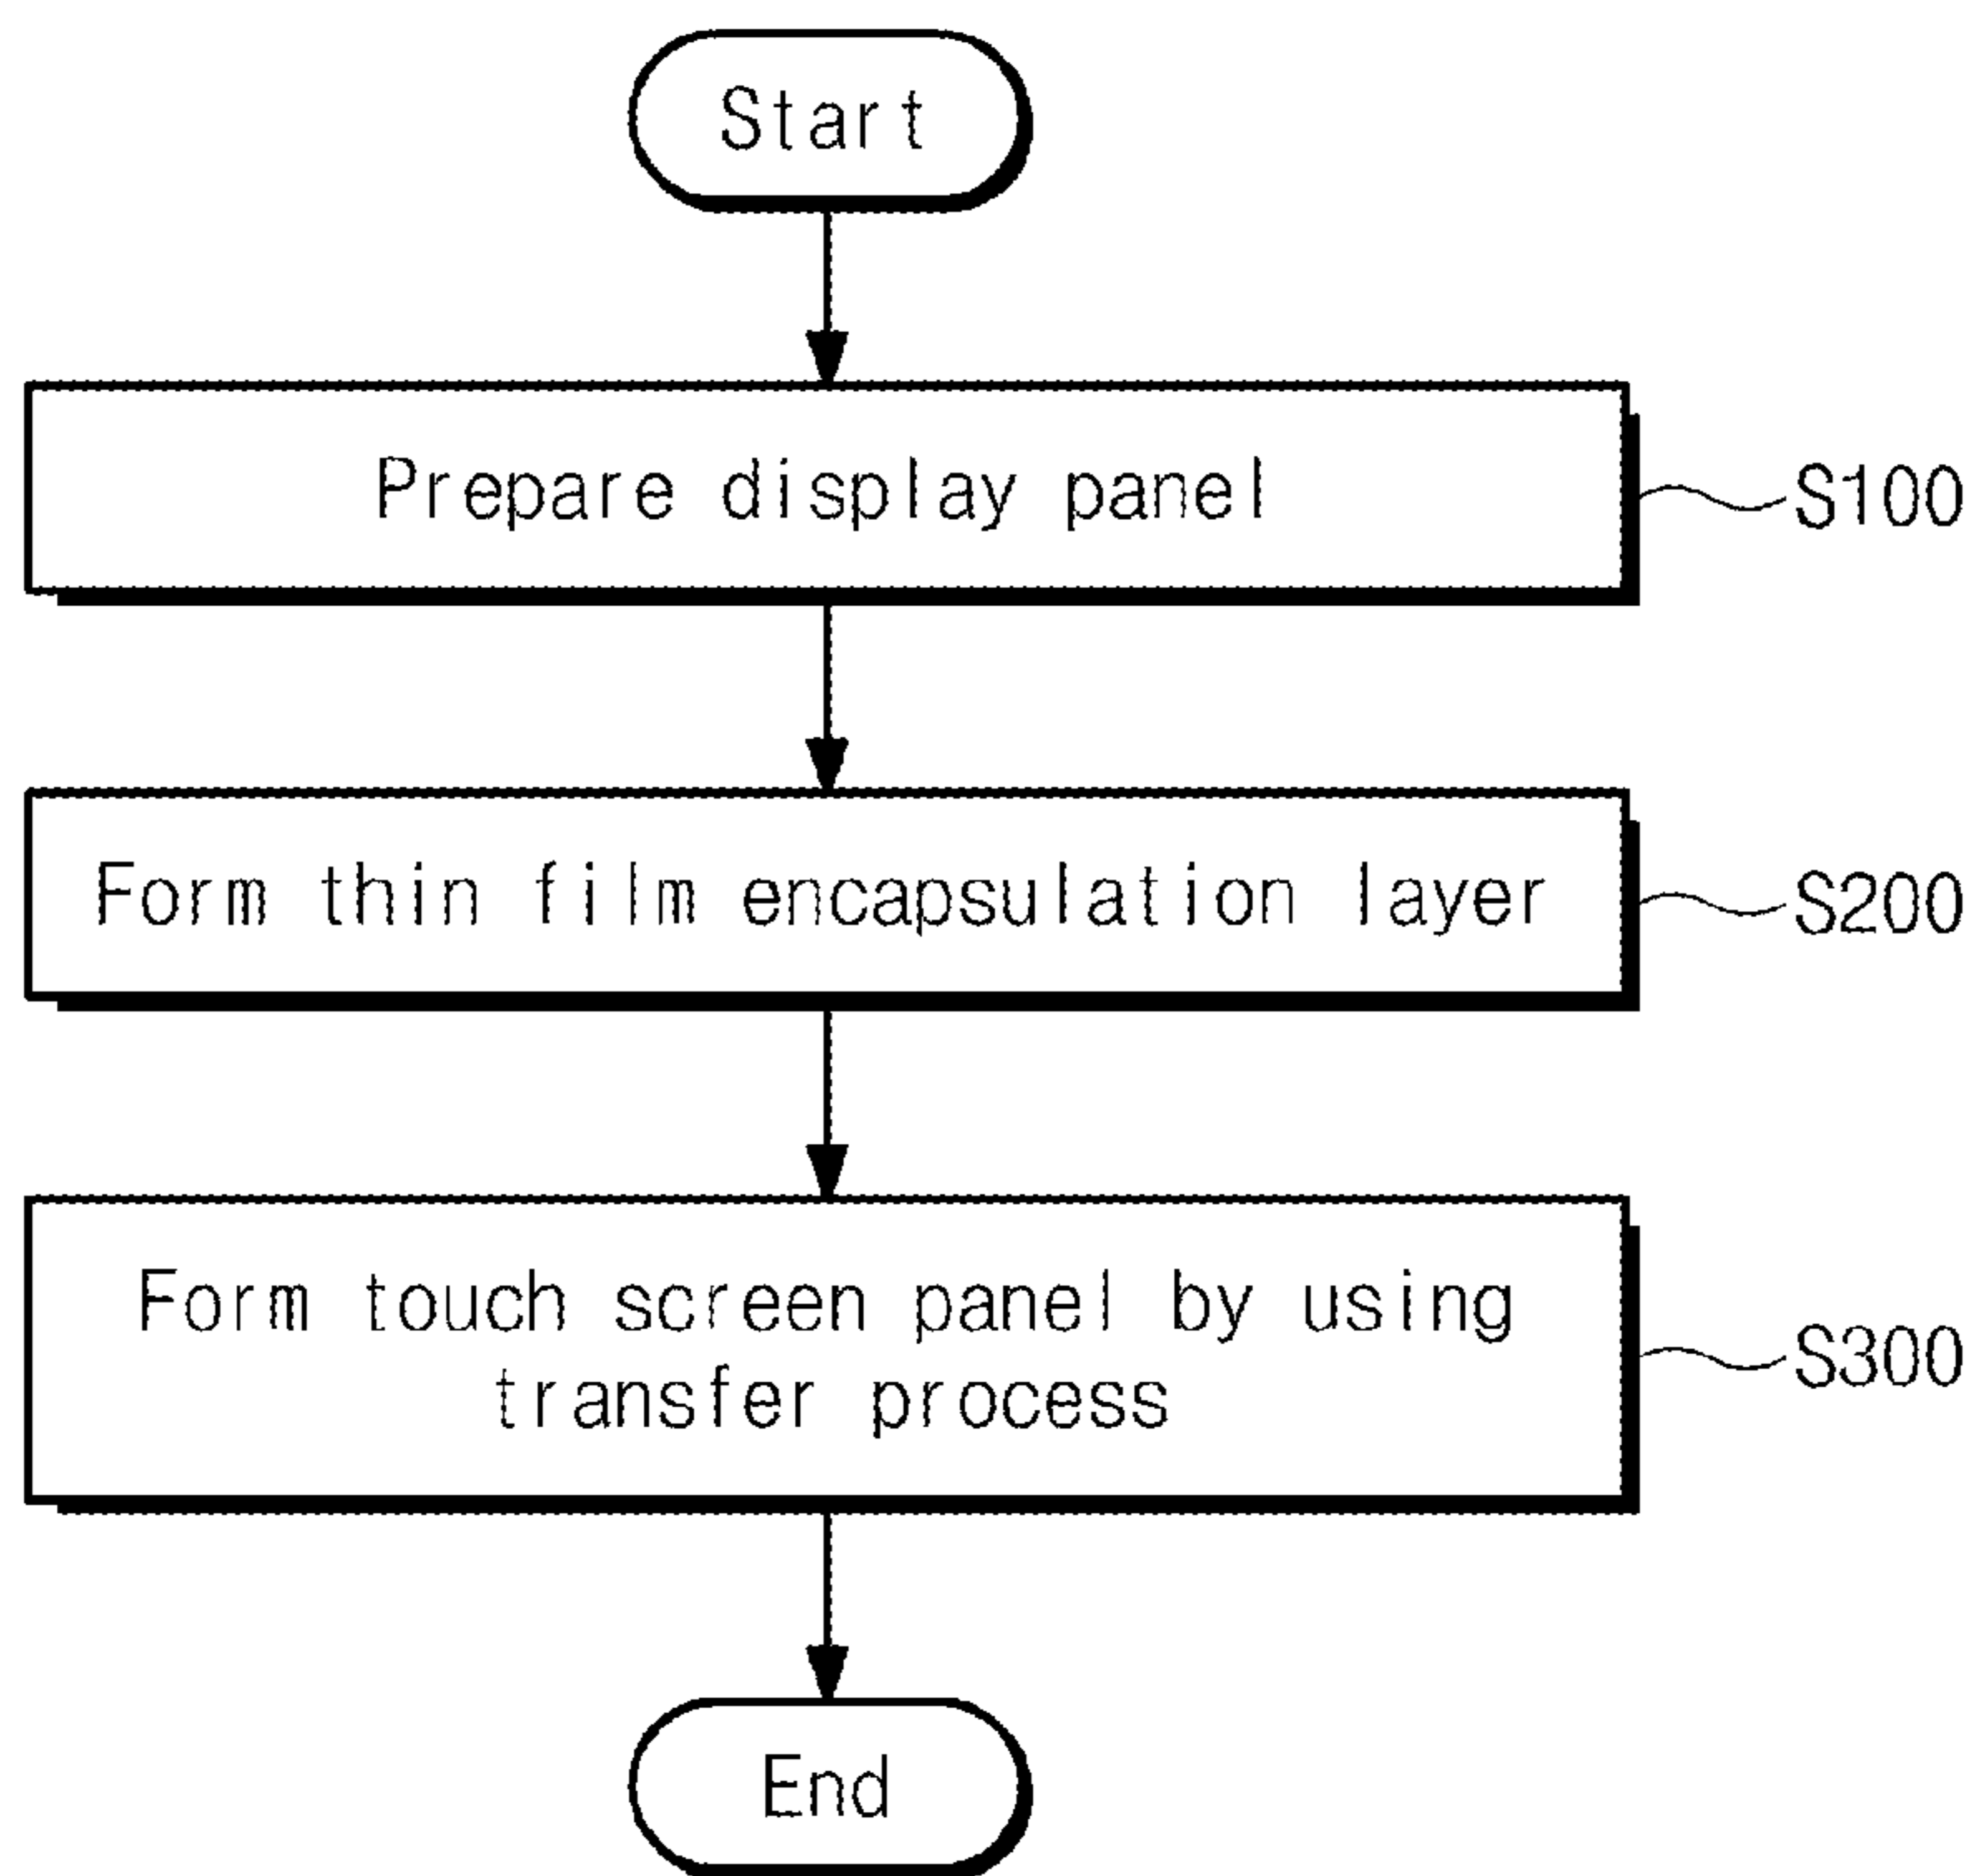 Start
Prepare display panel
S100
Form thin film encapsulation layer
S200
Form touch screen panel by using
transfer process
S300
End